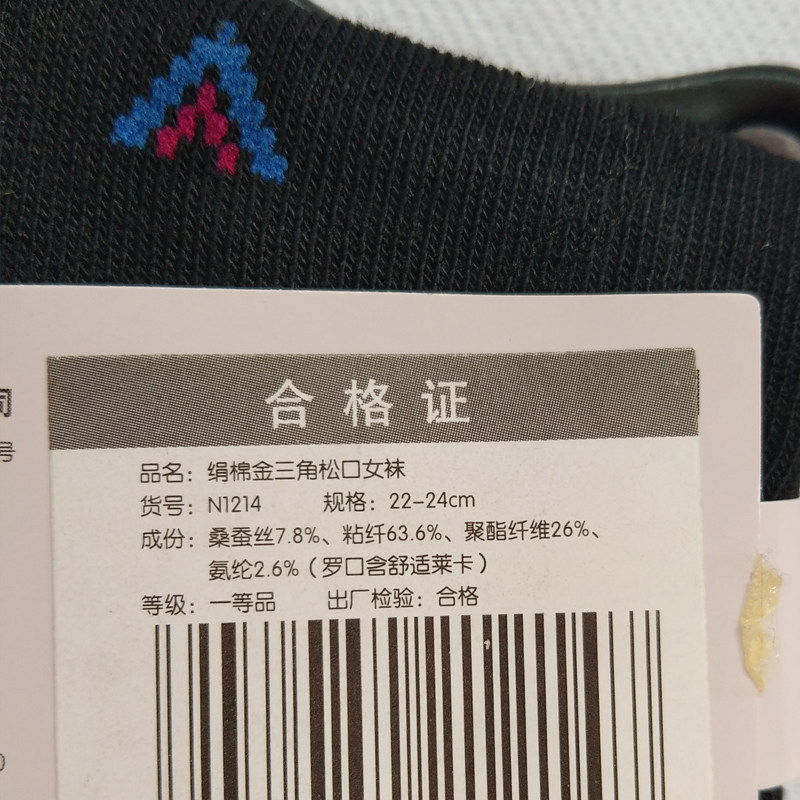 合格证
品名：绢棉金三角松口女袜
货号：N1214 规格：22-24cm
成份：桑蚕丝7.8%、粘纤63.6%、聚酯纤维26%、
氨纶2.6%（罗口含舒适莱卡）
等级：一等品 出厂检验：合格
司
号